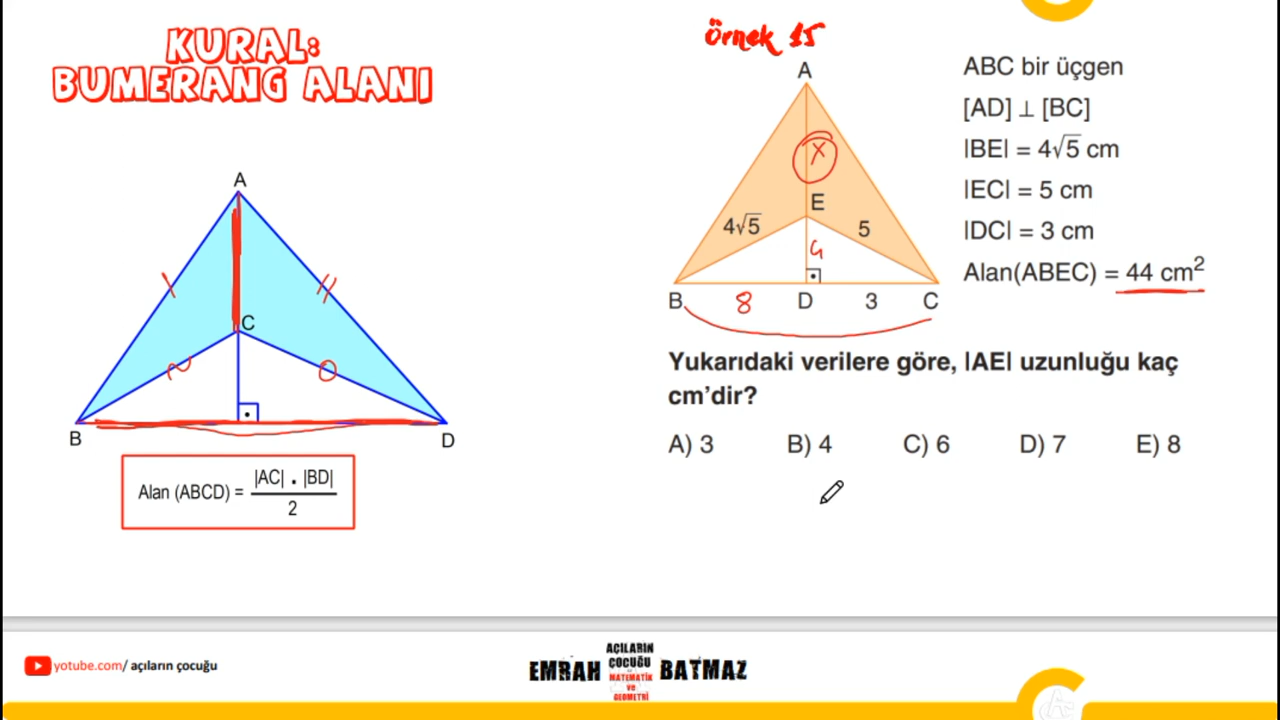 KURAL:
BUMERANG ALANI
A
C
B
D
Alan (ABCD) = |AC| . |BD|
2
Örnek 15
A
X
E
4√5
5
4
B
8
D
3
C
ABC bir üçgen
[AD] ⊥ [BC]
|BE| = 4√5 cm
|EC| = 5 cm
|DC| = 3 cm
Alan(ABEC) = 44 cm²
Yukarıdaki verilere göre, |AE| uzunluğu kaç
cm'dir?
A) 3 B) 4 C) 6 D) 7 E) 8
yotube.com/ açıların çocuğu
EMRAH
AÇILARIN
ÇOCUĞU
MATEMATİK
ve
GEOMETRİ
BATMAZ